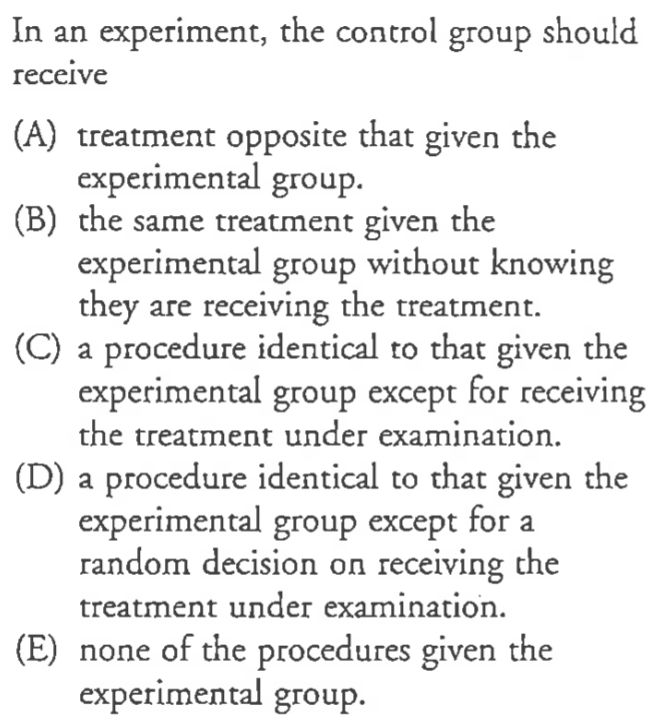 In an experiment, the control group should
receive
(A) treatment opposite that given the
experimental group.
(B) the same treatment given the
experimental group without knowing
they are receiving the treatment.
(C) a procedure identical to that given the
experimental group except for receiving
the treatment under examination.
(D) a procedure identical to that given the
experimental group except for a
random decision on receiving the
treatment under examination.
(E) none of the procedures given the
experimental group.